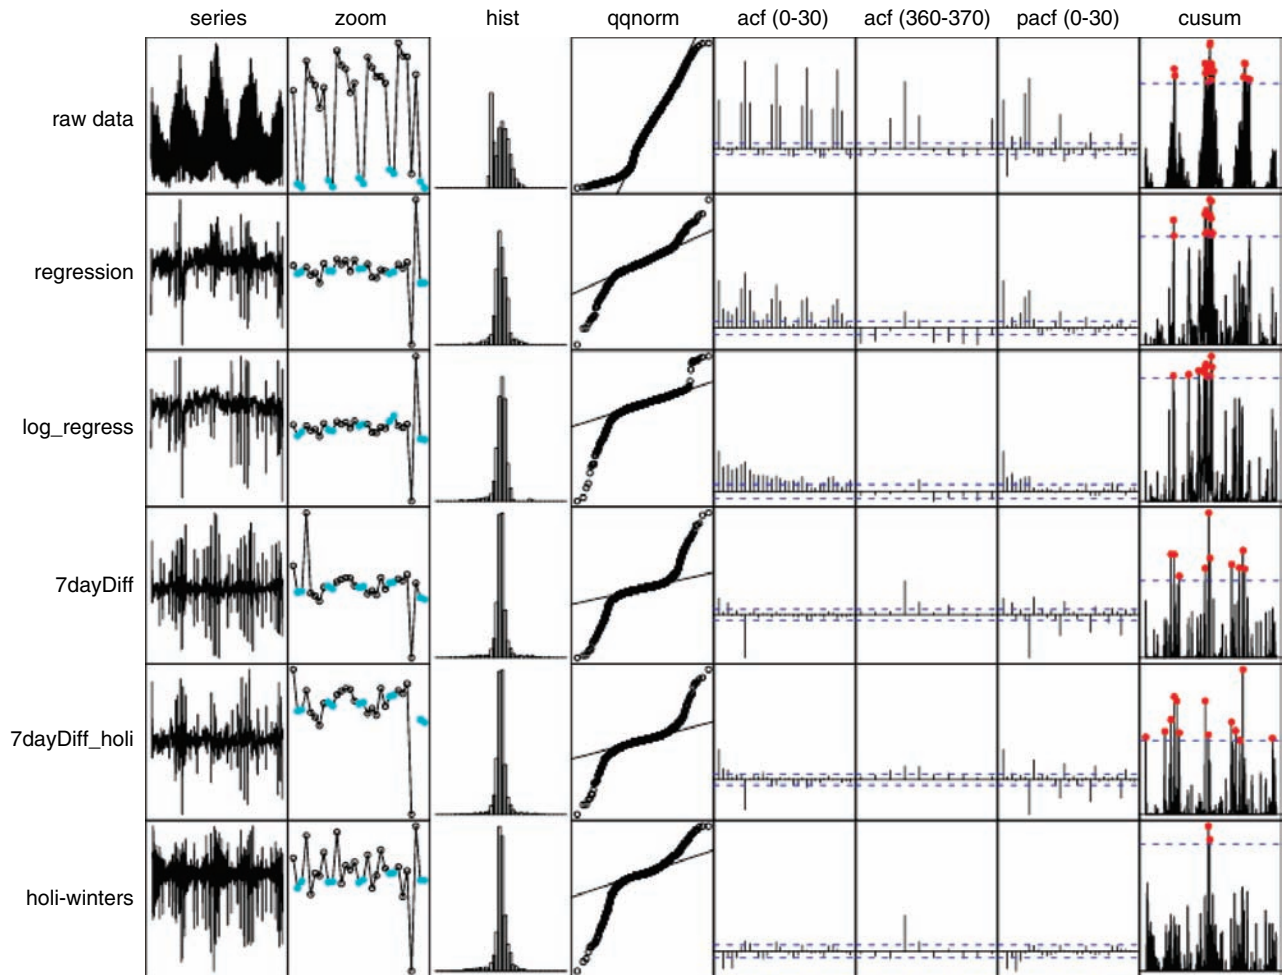 series zoom hist qqnorm acf (0-30) acf (360-370) pacf (0-30) cusum
raw data
regression
log_regress
7dayDiff
7dayDiff_holi
holi-winters